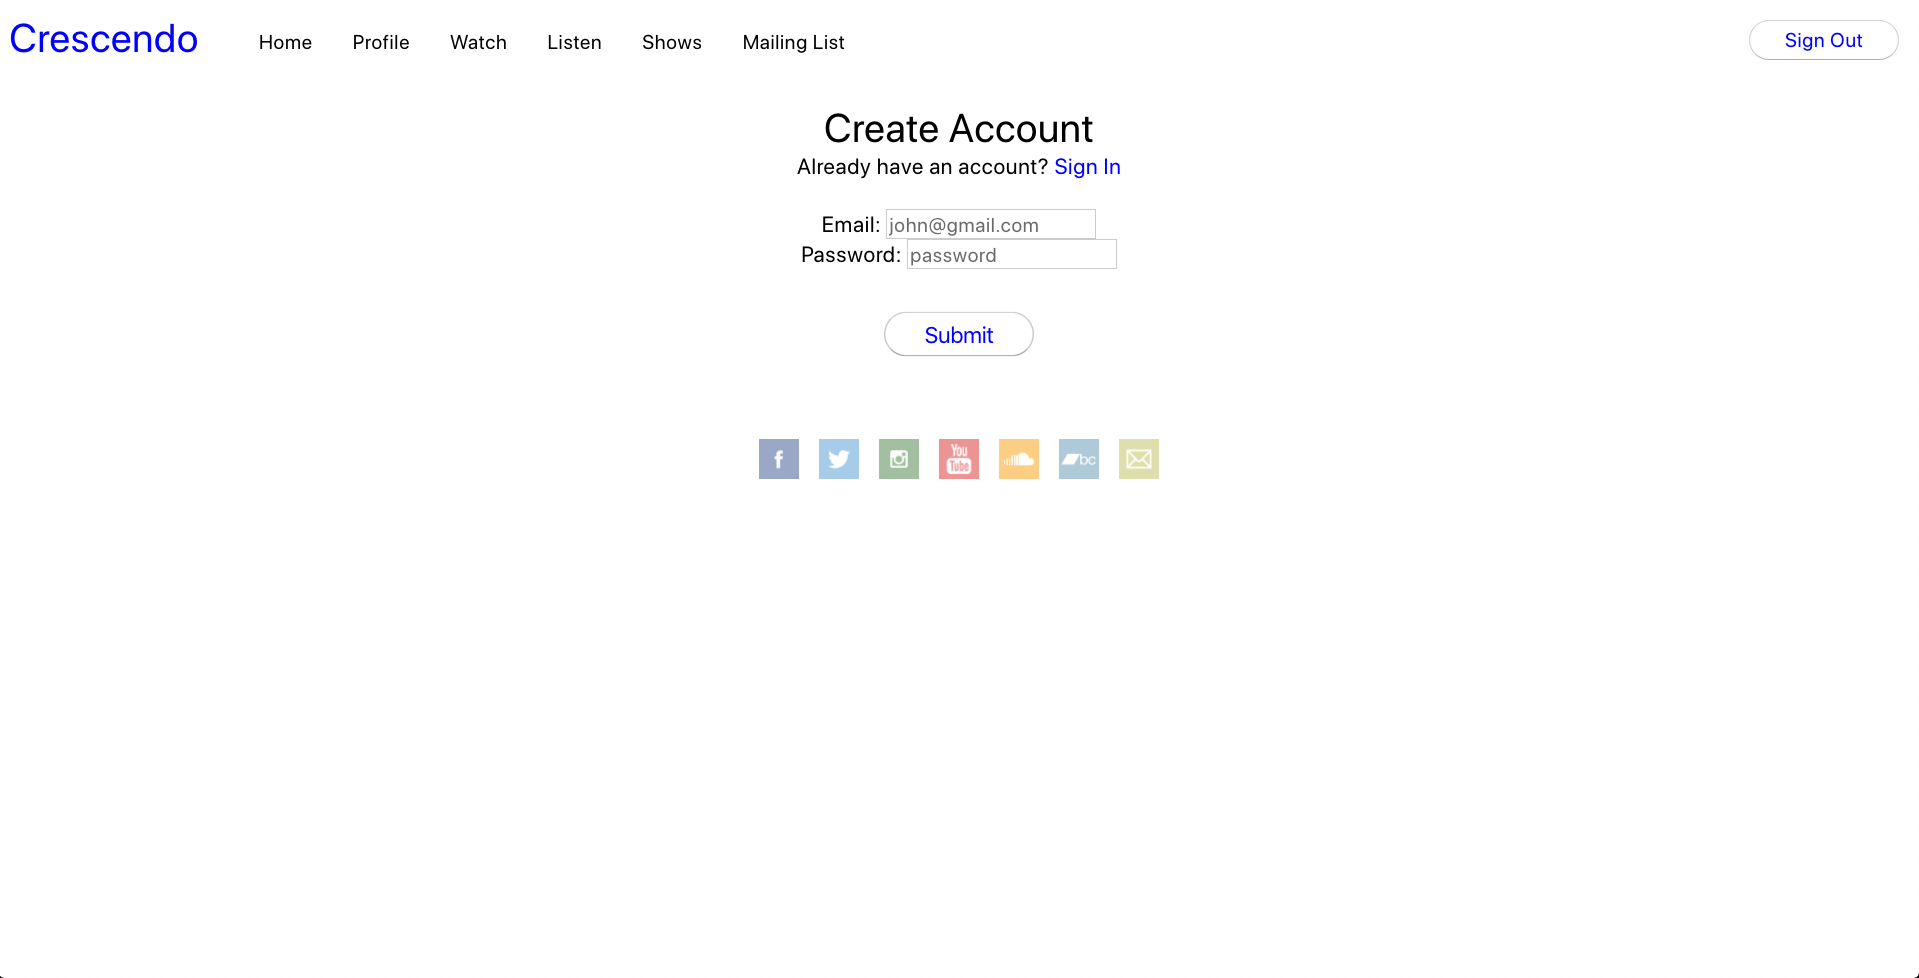 Crescendo Home Profile Watch Listen Shows Mailing List Sign Out
Create Account
Already have an account? Sign In
Email: john@gmail.com
Password: password
Submit
f You Tube bc